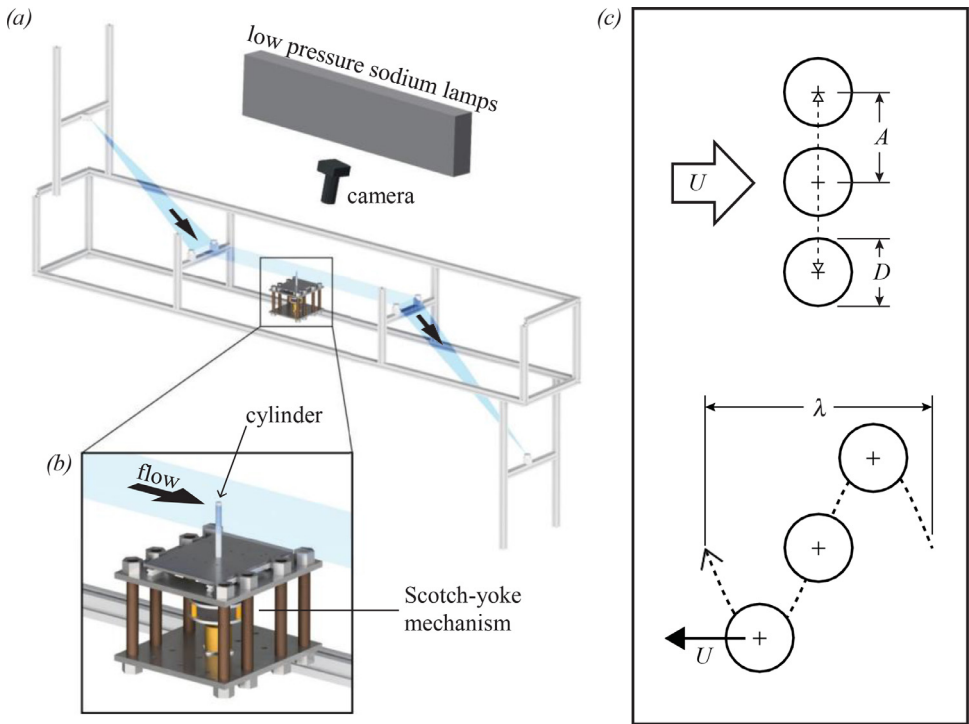 (a)
low pressure sodium lamps
camera
cylinder
(b)
flow
Scotch-yoke
mechanism
(c)
U
A
D
λ
U